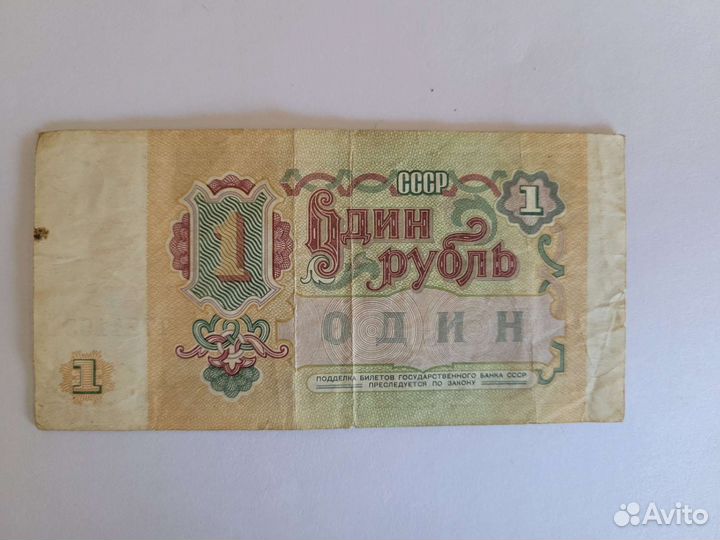 СССР
1
1
Один
рубль
ОДИН
1
ПОДДЕЛКА БИЛЕТОВ ГОСУДАРСТВЕННОГО БАНКА СССР
ПРЕСЛЕДУЕТСЯ ПО ЗАКОНУ
Avito